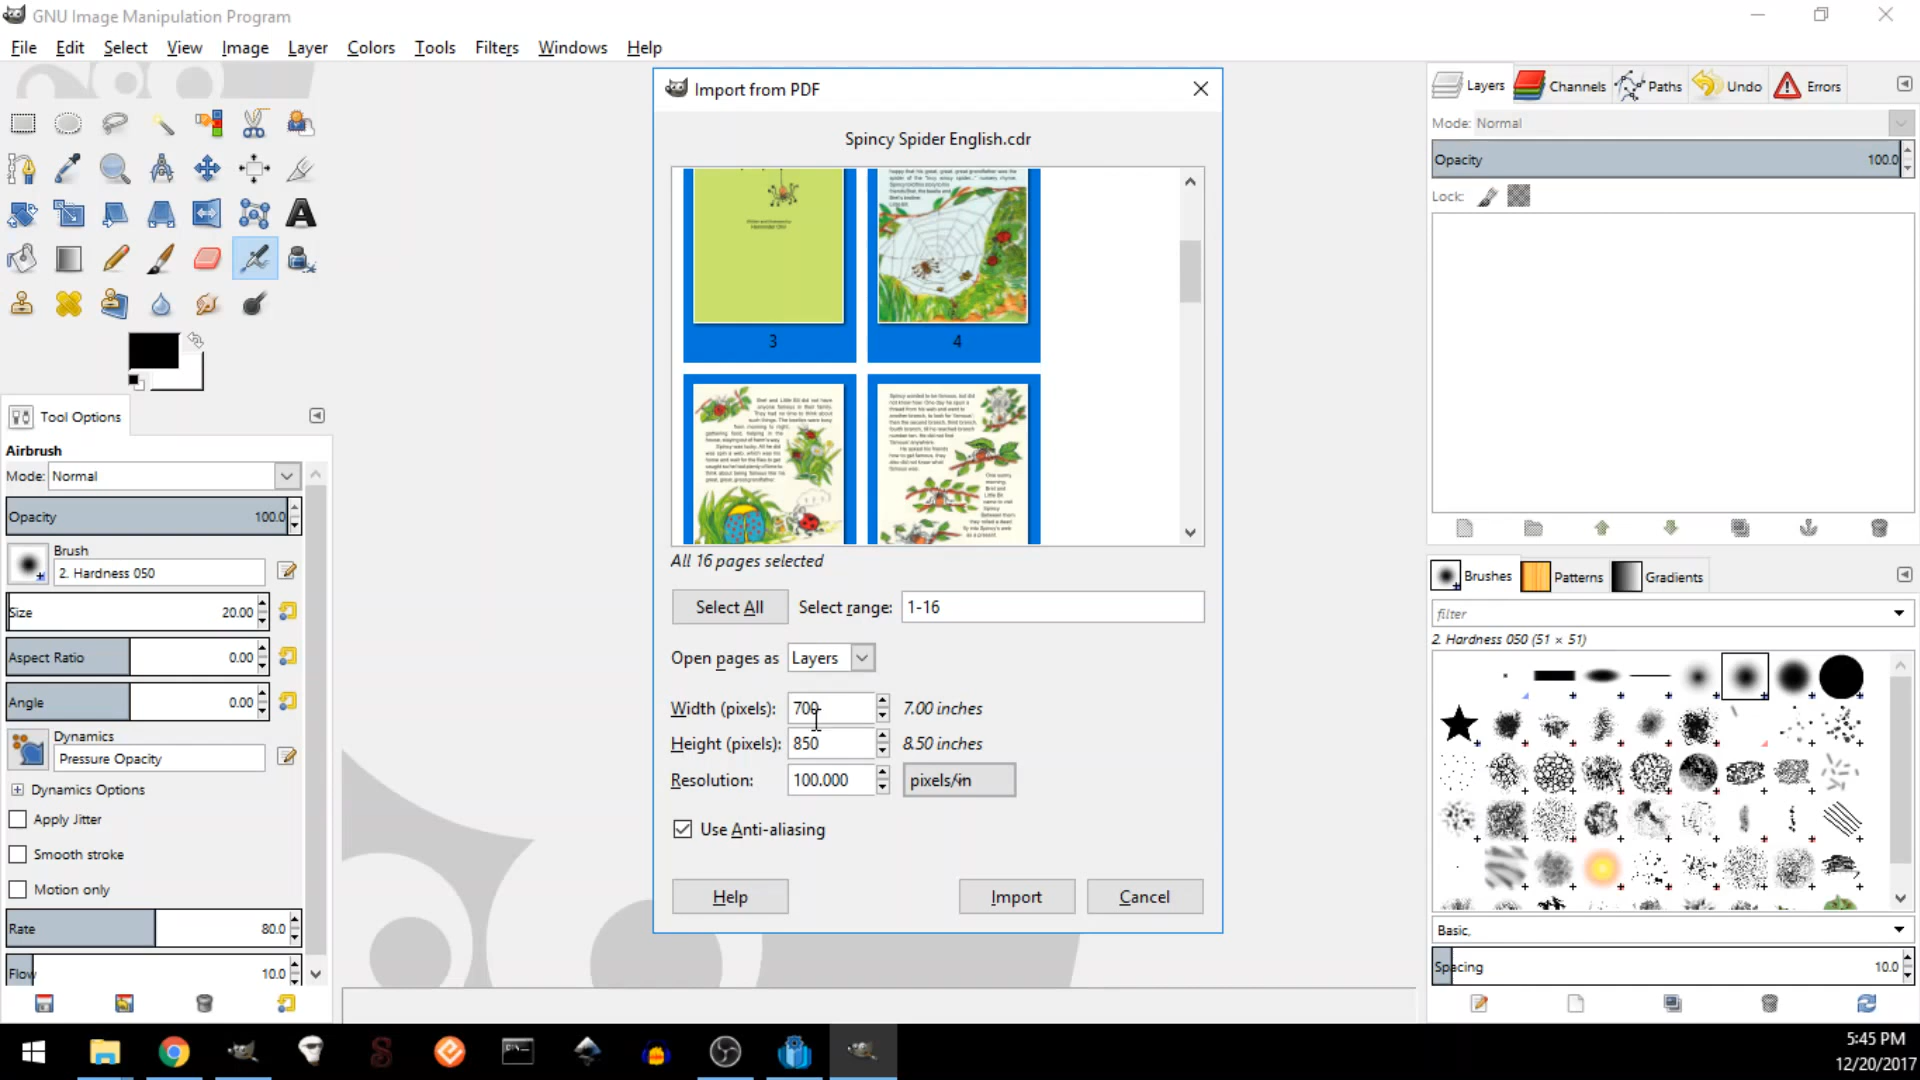 GNU Image Manipulation Program
File Edit Select View Image Layer Colors Tools Filters Windows Help
Tool Options
Airbrush
Mode: Normal
Opacity 100.0
Brush
2. Hardness 050
Size 20.00
Aspect Ratio 0.00
Angle 0.00
Dynamics
Pressure Opacity
Dynamics Options
Apply Jitter
Smooth stroke
Motion only
Rate 80.0
Flow 10.0
Import from PDF
Spincy Spider English.cdr
3
4
All 16 pages selected
Select All Select range: 1-16
Open pages as Layers
Width (pixels): 700 7.00 inches
Height (pixels): 850 8.50 inches
Resolution: 100.000 pixels/in
Use Anti-aliasing
Help Import Cancel
Layers Channels Paths Undo Errors
Mode: Normal
Opacity 100.0
Lock:
Brushes Patterns Gradients
filter
2. Hardness 050 (51 × 51)
Basic,
Spacing 10.0
5:45 PM
12/20/2017